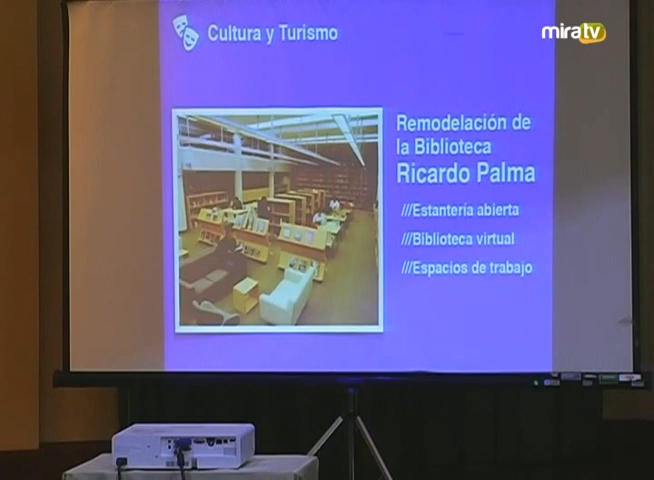 miratv
Cultura y Turismo
Remodelación de
la Biblioteca
Ricardo Palma
///Estantería abierta
///Biblioteca virtual
///Espacios de trabajo